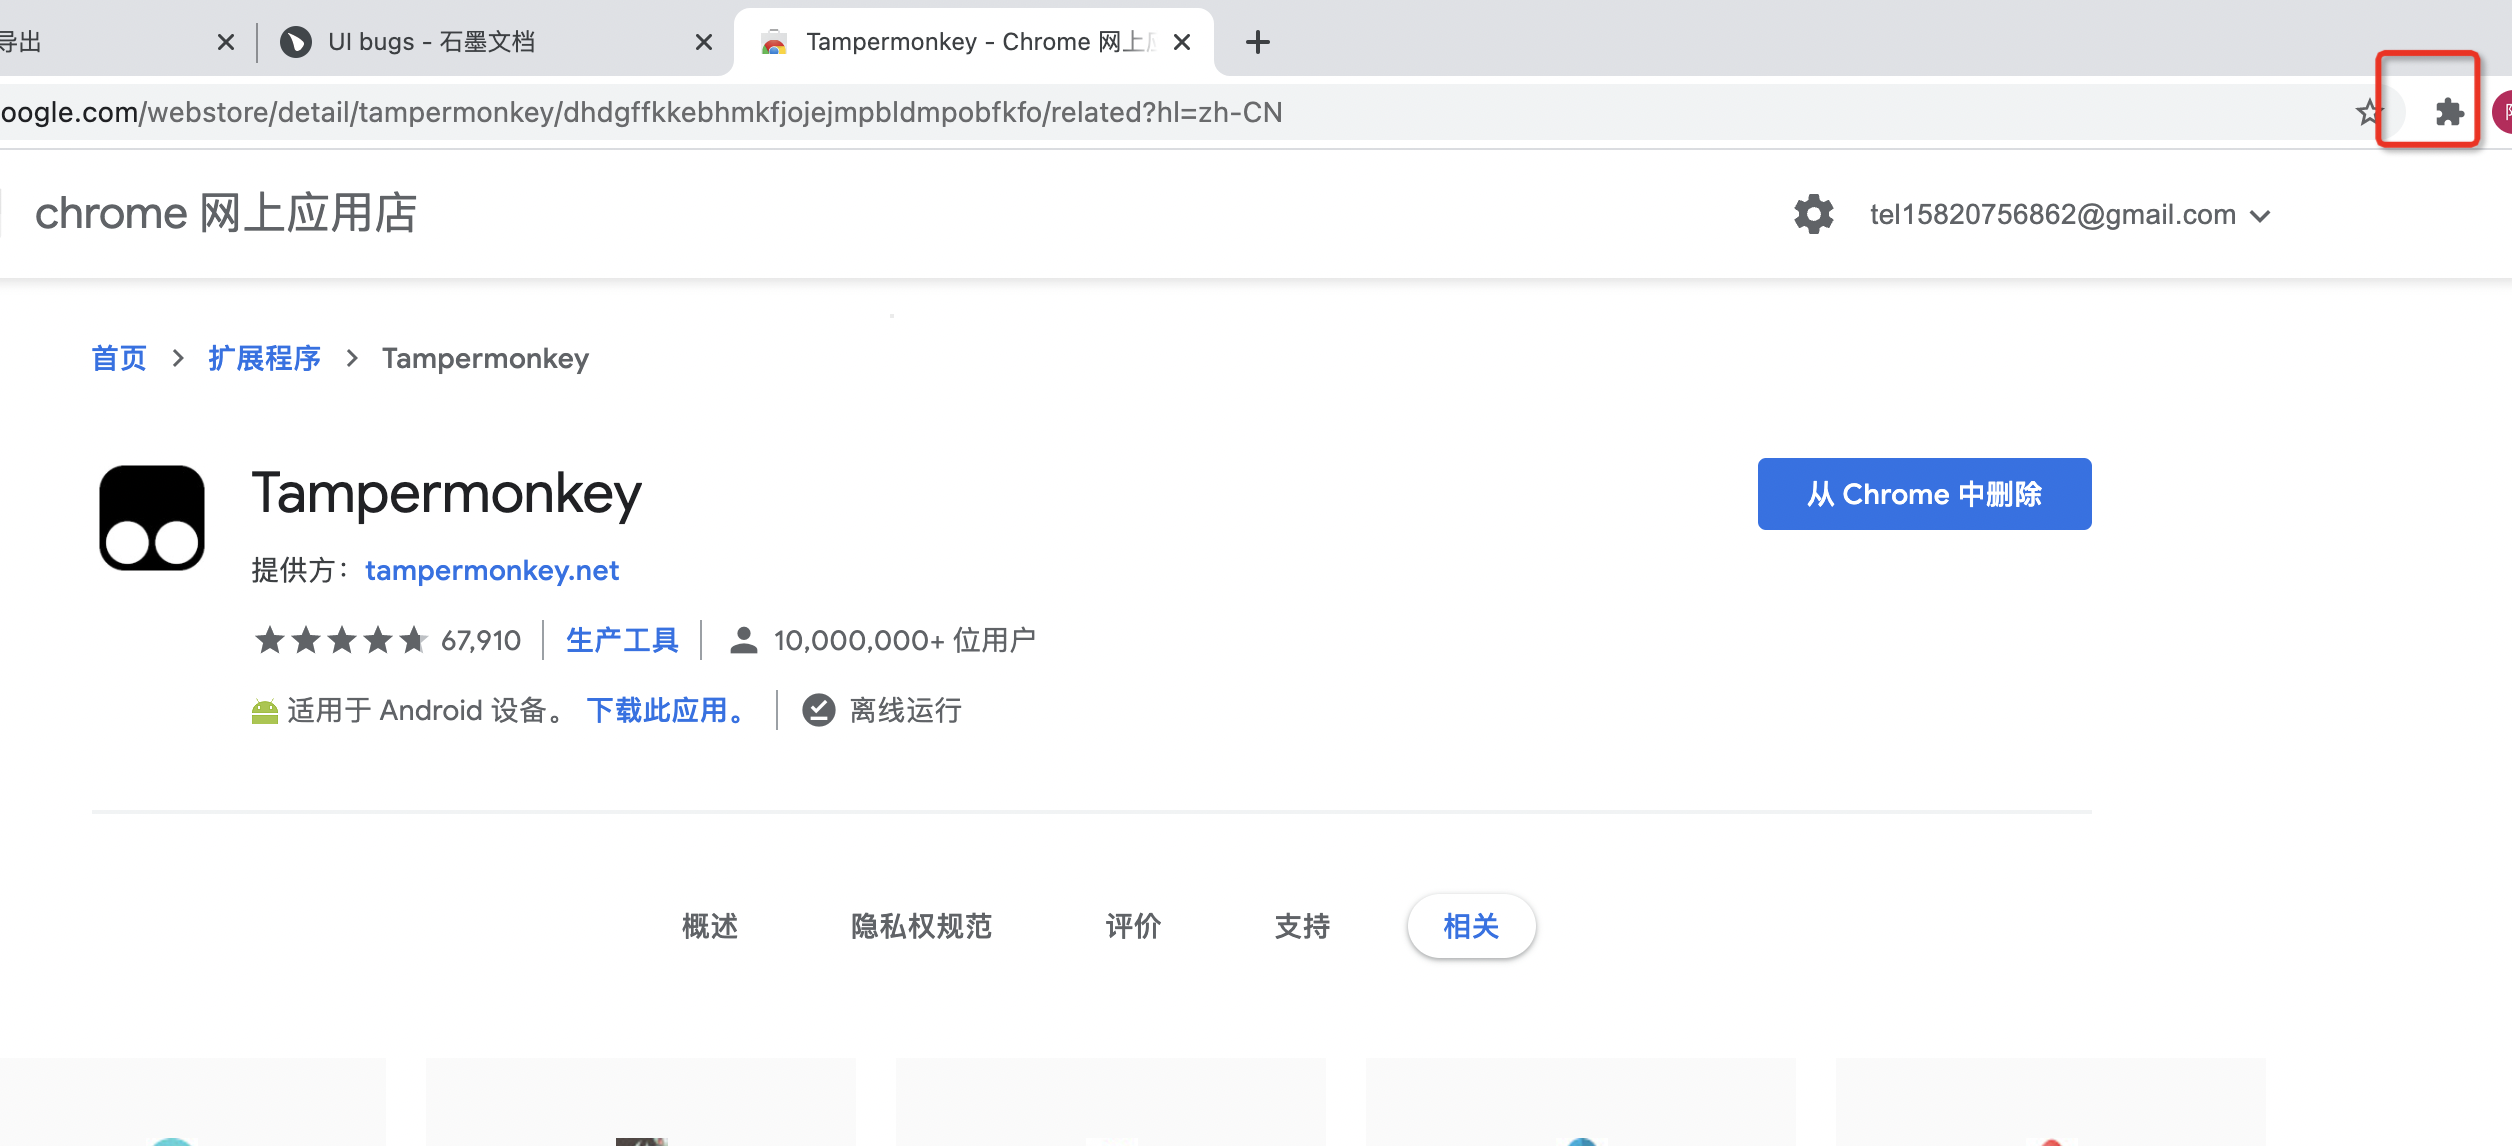 导出
UI bugs - 石墨文档
Tampermonkey - Chrome 网上
oogle.com/webstore/detail/tampermonkey/dhdgffkkebhmkfjojejmpbldmpobfkfo/related?hl=zh-CN
chrome 网上应用店
tel15820756862@gmail.com
首页 > 扩展程序 > Tampermonkey
Tampermonkey
从 Chrome 中删除
提供方： tampermonkey.net
67,910 生产工具 10,000,000+ 位用户
适用于 Android 设备。 下载此应用。 离线运行
概述 隐私权规范 评价 支持 相关